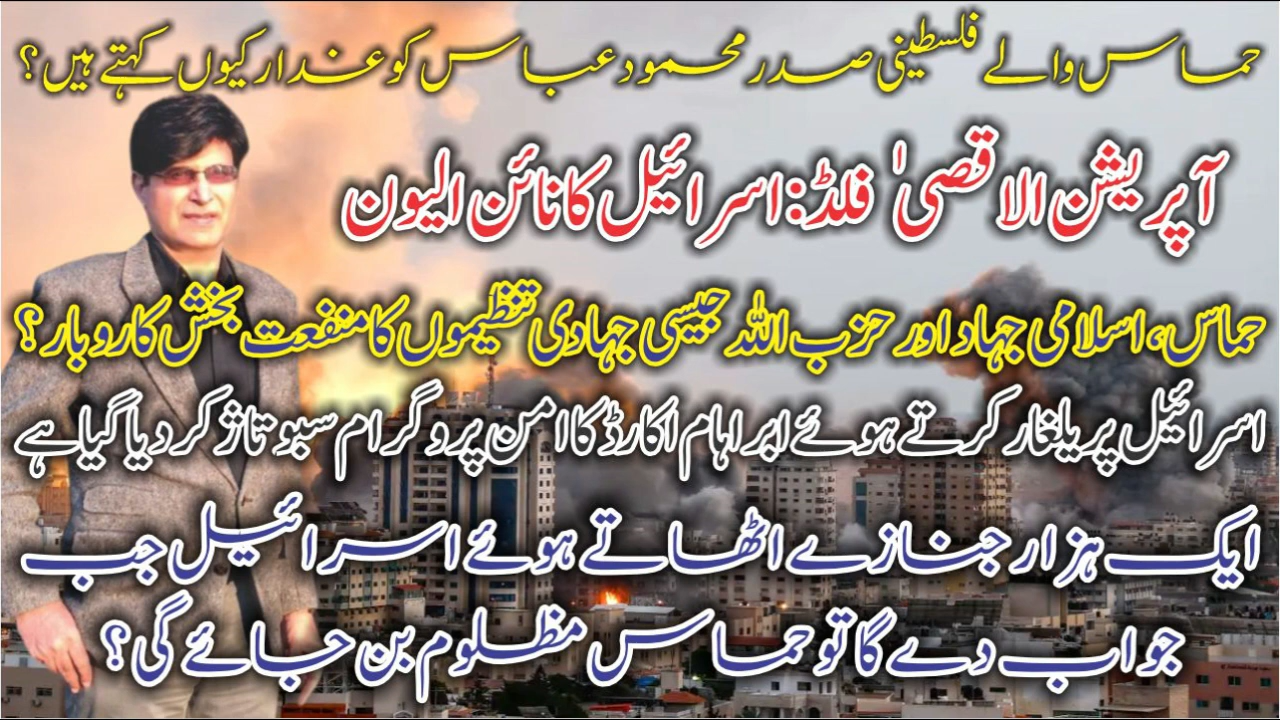 حماس والے فلسطینی صدر محمود عباس کو غدار کیوں کہتے ہیں؟
آپریشن الاقصیٰ فلڈ: اسرائیل کا نائن الیون
حماس، اسلامی جہاد اور حزب اللہ جیسی جہادی تنظیموں کا منفعت بخش کاروبار؟
اسرائیل پر یلغار کرتے ہوئے ابراہام اکارڈ کا امن پروگرام سبوتاژ کر دیا گیا ہے
ایک ہزار جنازے اٹھاتے ہوئے اسرائیل جب
جواب دے گا تو حماس مظلوم بن جائے گی؟